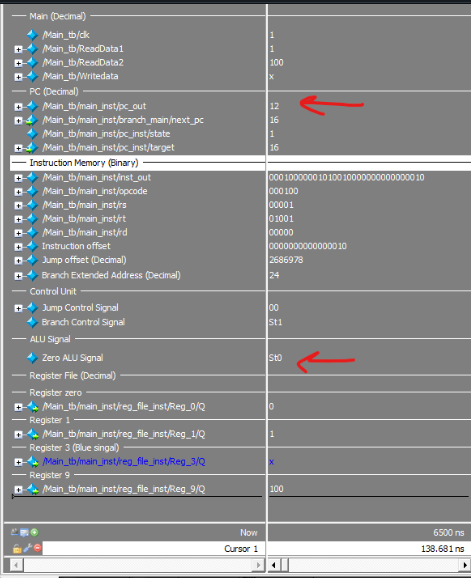 Main (Decimal)
/Main_tb/clk 1
/Main_tb/ReadData1 1
/Main_tb/ReadData2 100
/Main_tb/Writedata x
PC (Decimal)
/Main_tb/main_inst/pc_out 12
/Main_tb/main_inst/branch_main/next_pc 16
/Main_tb/main_inst/pc_inst/state 1
/Main_tb/main_inst/pc_inst/target 16
Instruction Memory (Binary)
/Main_tb/main_inst/inst_out 00010000001010010000000000000010
/Main_tb/main_inst/opcode 000100
/Main_tb/main_inst/rs 00001
/Main_tb/main_inst/rt 01001
/Main_tb/main_inst/rd 00000
Instruction offset 0000000000000010
Jump offset (Decimal) 2686978
Branch Extended Address (Decimal) 24
Control Unit
Jump Control Signal 00
Branch Control Signal St1
ALU Signal
Zero ALU Signal St0
Register File (Decimal)
Register zero
/Main_tb/main_inst/reg_file_inst/Reg_0/Q 0
Register 1
/Main_tb/main_inst/reg_file_inst/Reg_1/Q 1
Register 3 (Blue singal)
/Main_tb/main_inst/reg_file_inst/Reg_3/Q x
Register 9
/Main_tb/main_inst/reg_file_inst/Reg_9/Q 100
Now 6500 ns
Cursor 1 138.681 ns